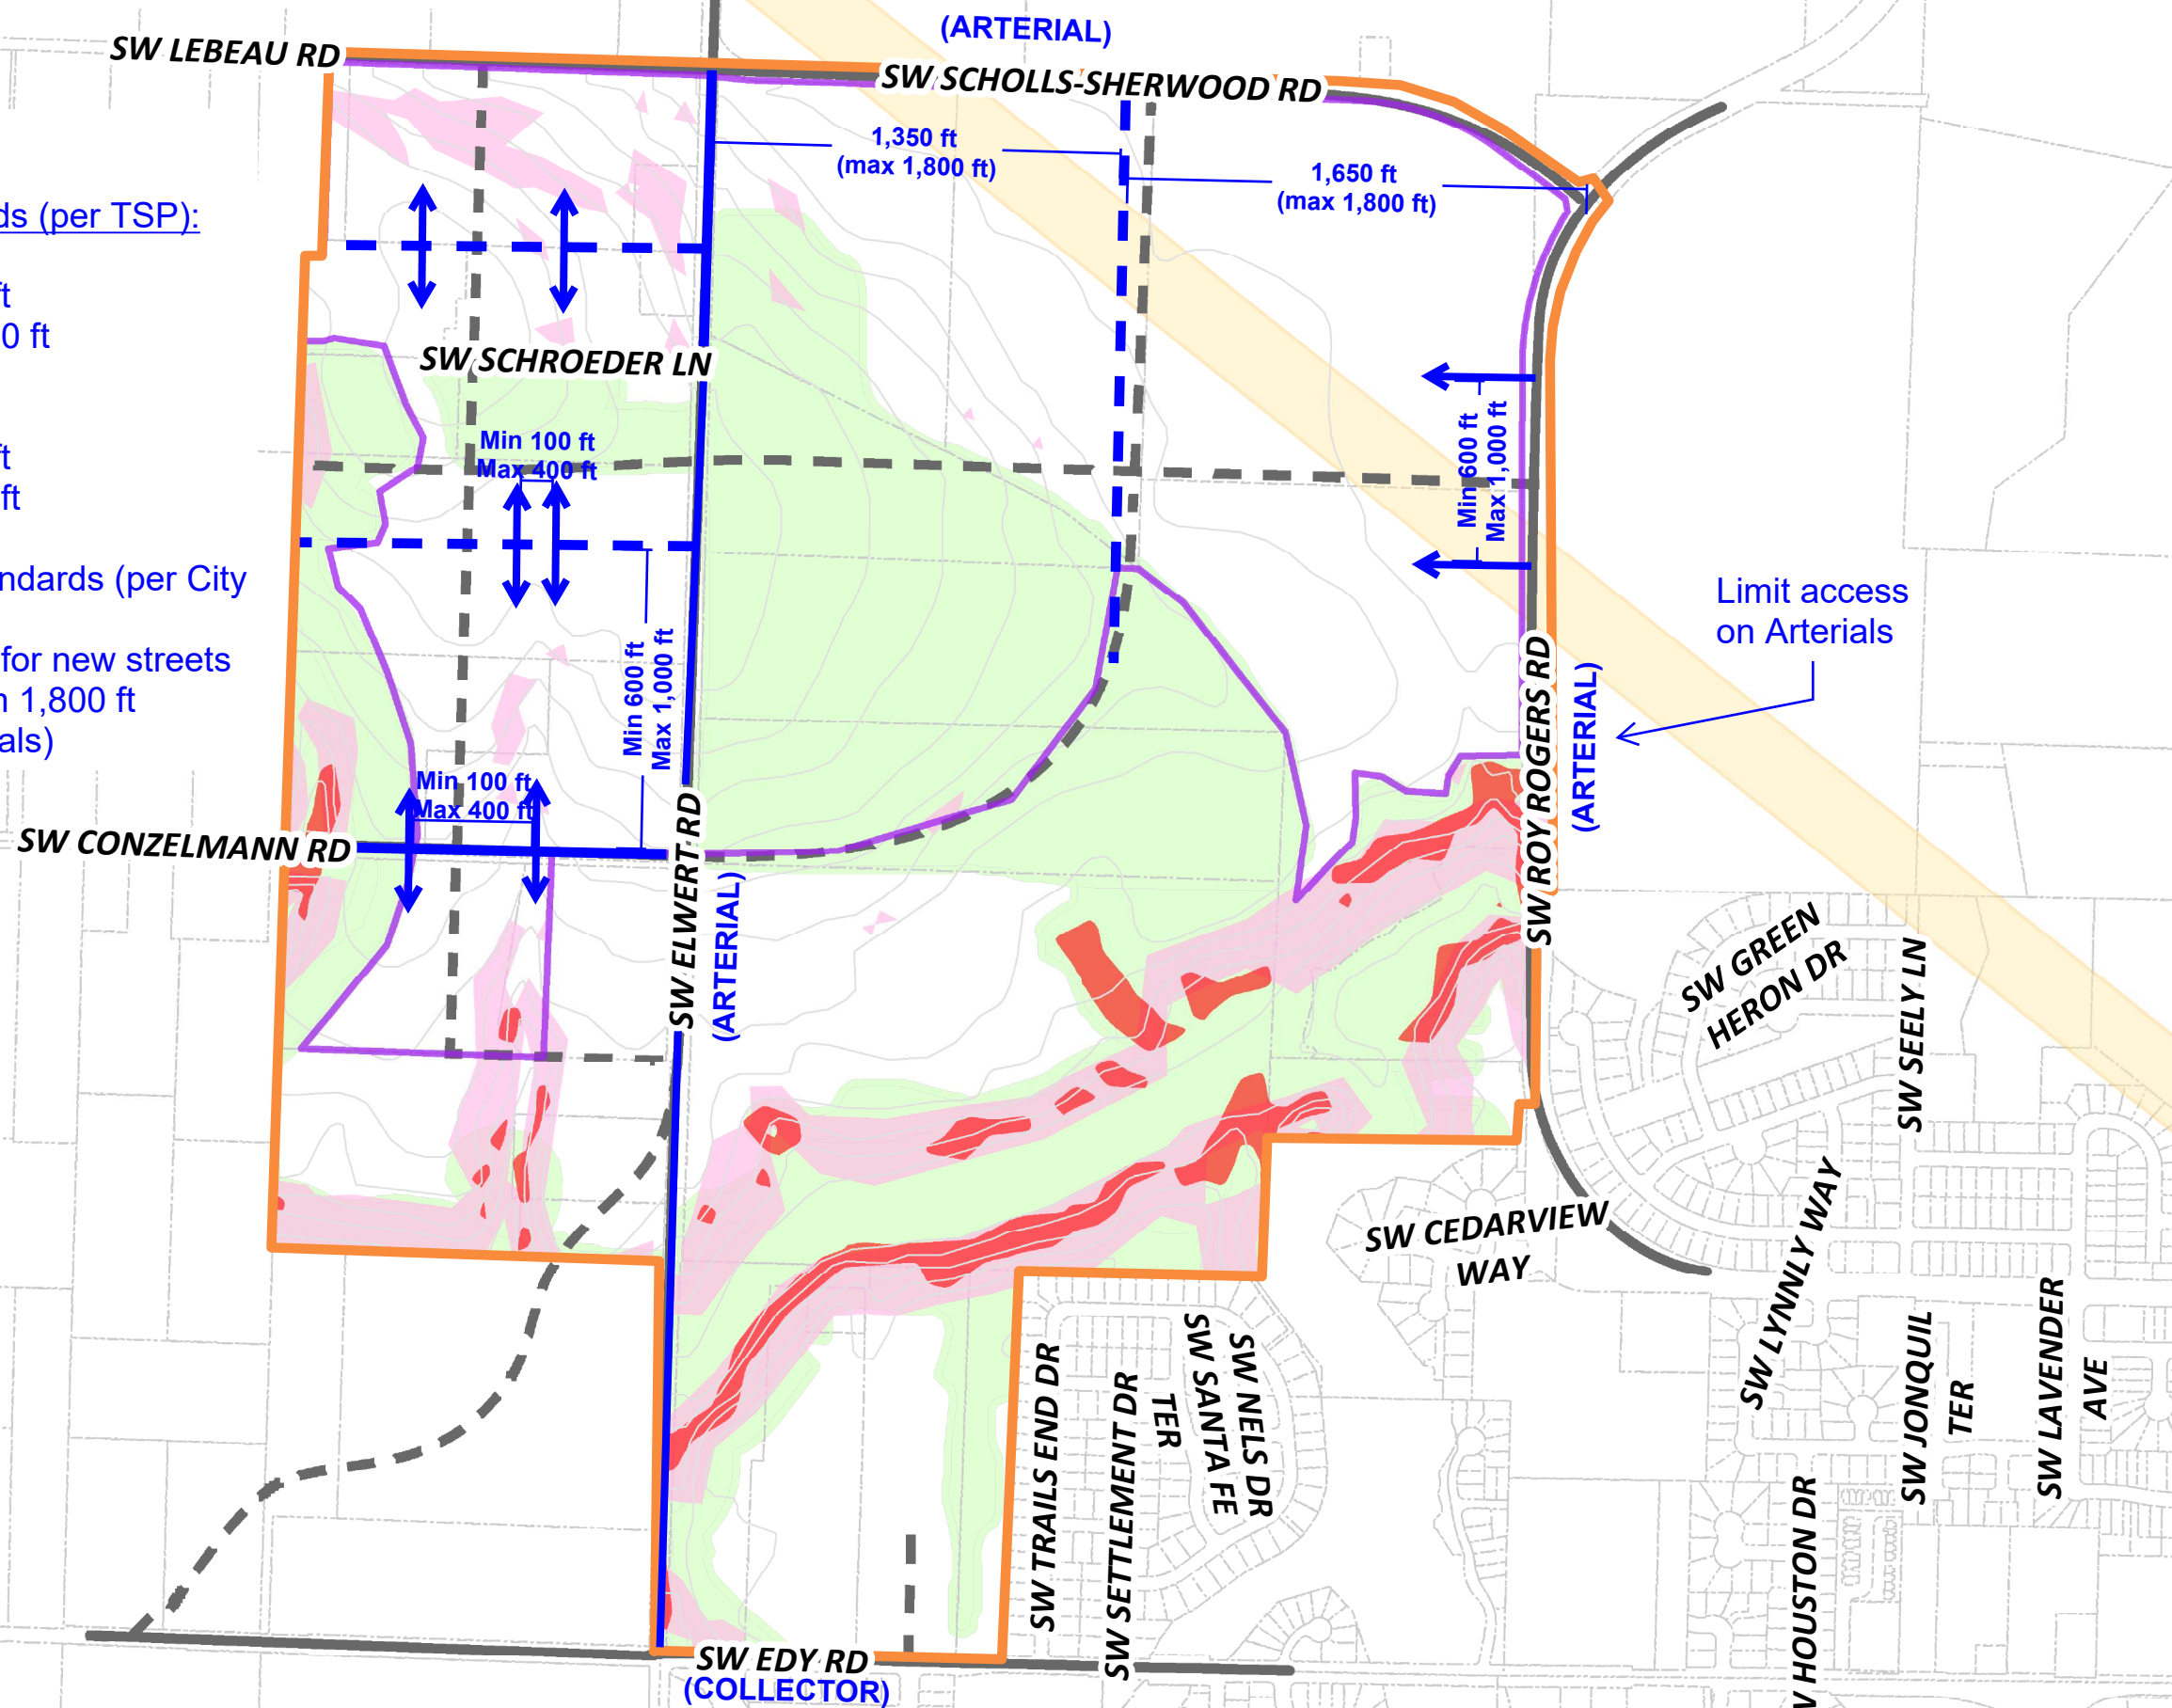 (ARTERIAL)
SW LEBEAU RD
SW SCHOLLS-SHERWOOD RD
1,350 ft
(max 1,800 ft)
1,650 ft
(max 1,800 ft)
ds (per TSP):
ft
0 ft
SW SCHROEDER LN
Min 100 ft
Max 400 ft
ft
ft
Min 600 ft
Max 1,000 ft
ndards (per City
for new streets
1,800 ft
als)
Limit access
on Arterials
Min 600 ft
Max 1,000 ft
SW ROY ROGERS RD
(ARTERIAL)
Min 100 ft
Max 400 ft
SW CONZELMANN RD
SW ELWERT RD
(ARTERIAL)
SW GREEN
HERON DR
SW SEELY LN
SW CEDARVIEW
WAY
SW LYNNLY WAY
SW TRAILS END DR
SW SETTLEMENT DR
SW SANTA FE
TER
SW NELS DR
SW JONQUIL
TER
SW LAVENDER
AVE
W HOUSTON DR
SW EDY RD
(COLLECTOR)